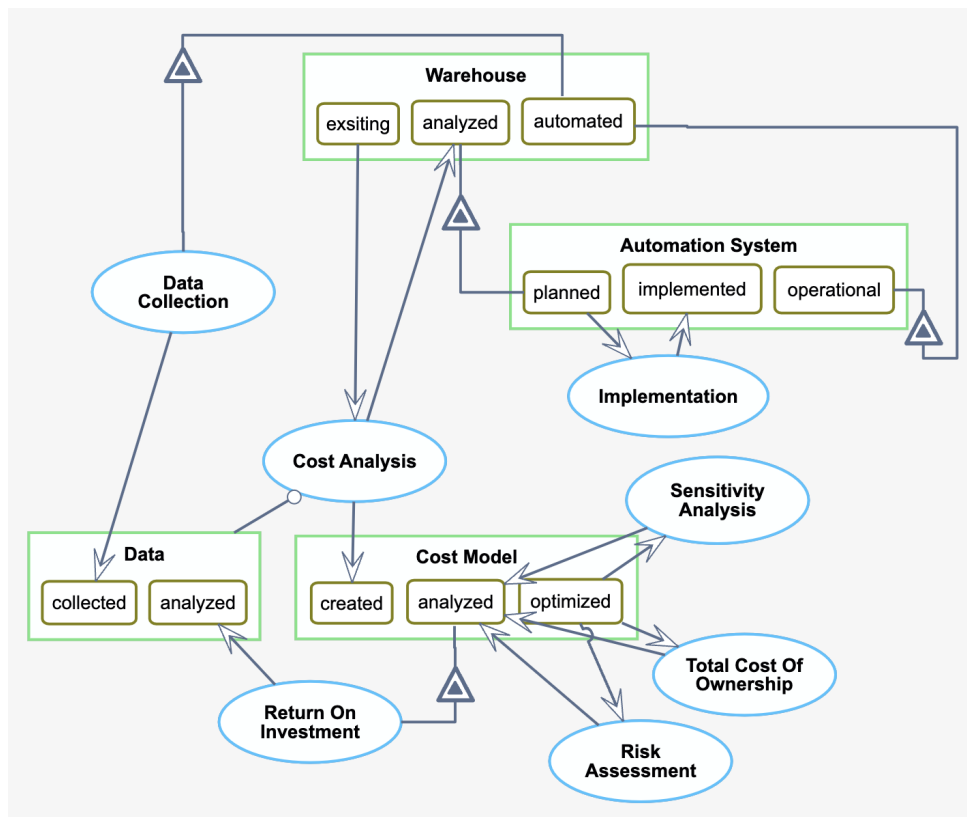 Warehouse
exsiting
analyzed
automated
Automation System
planned
implemented
operational
Data
Collection
Implementation
Cost Analysis
Sensitivity
Analysis
Data
collected
analyzed
Cost Model
created
analyzed
optimized
Total Cost Of
Ownership
Return On
Investment
Risk
Assessment